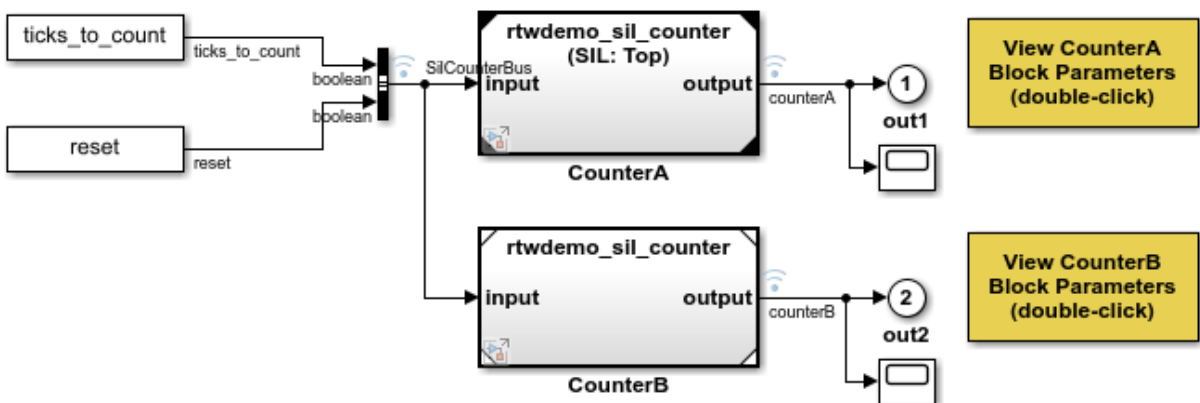 ticks_to_count
ticks_to_count
boolean
SilCounterBus
boolean
reset
reset
rtwdemo_sil_counter
(SIL: Top)
input
output
CounterA
counterA
1
out1
View CounterA
Block Parameters
(double-click)
rtwdemo_sil_counter
input
output
CounterB
counterB
2
out2
View CounterB
Block Parameters
(double-click)